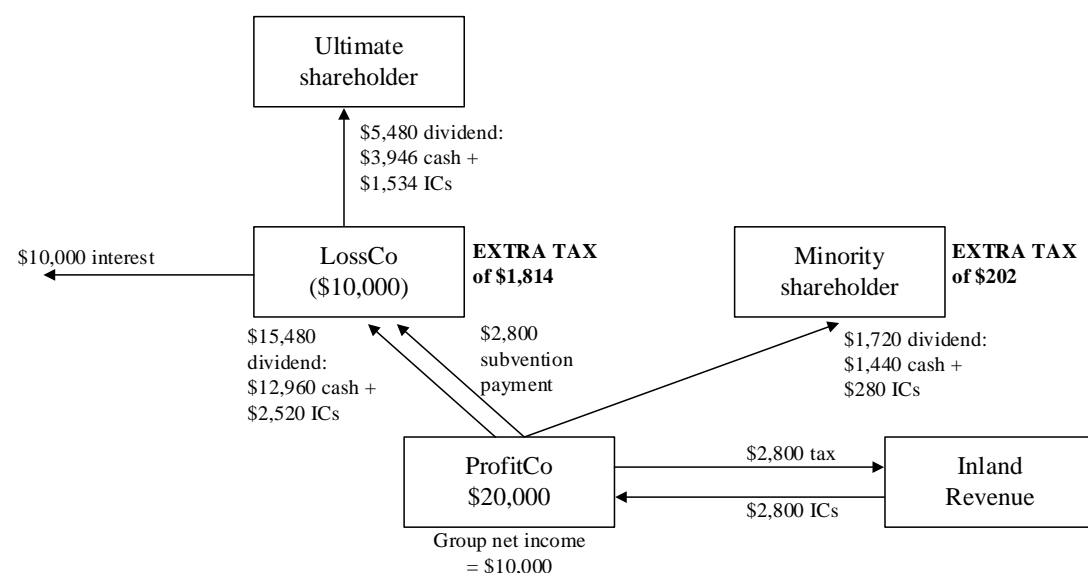 Ultimate
shareholder
$5,480 dividend:
$3,946 cash +
$1,534 ICs
$10,000 interest
LossCo
($10,000)
EXTRA TAX
of $1,814
Minority
shareholder
EXTRA TAX
of $202
$15,480
dividend:
$12,960 cash +
$2,520 ICs
$2,800
subvention
payment
$1,720 dividend:
$1,440 cash +
$280 ICs
ProfitCo
$20,000
$2,800 tax
$2,800 ICs
Inland
Revenue
Group net income
= $10,000